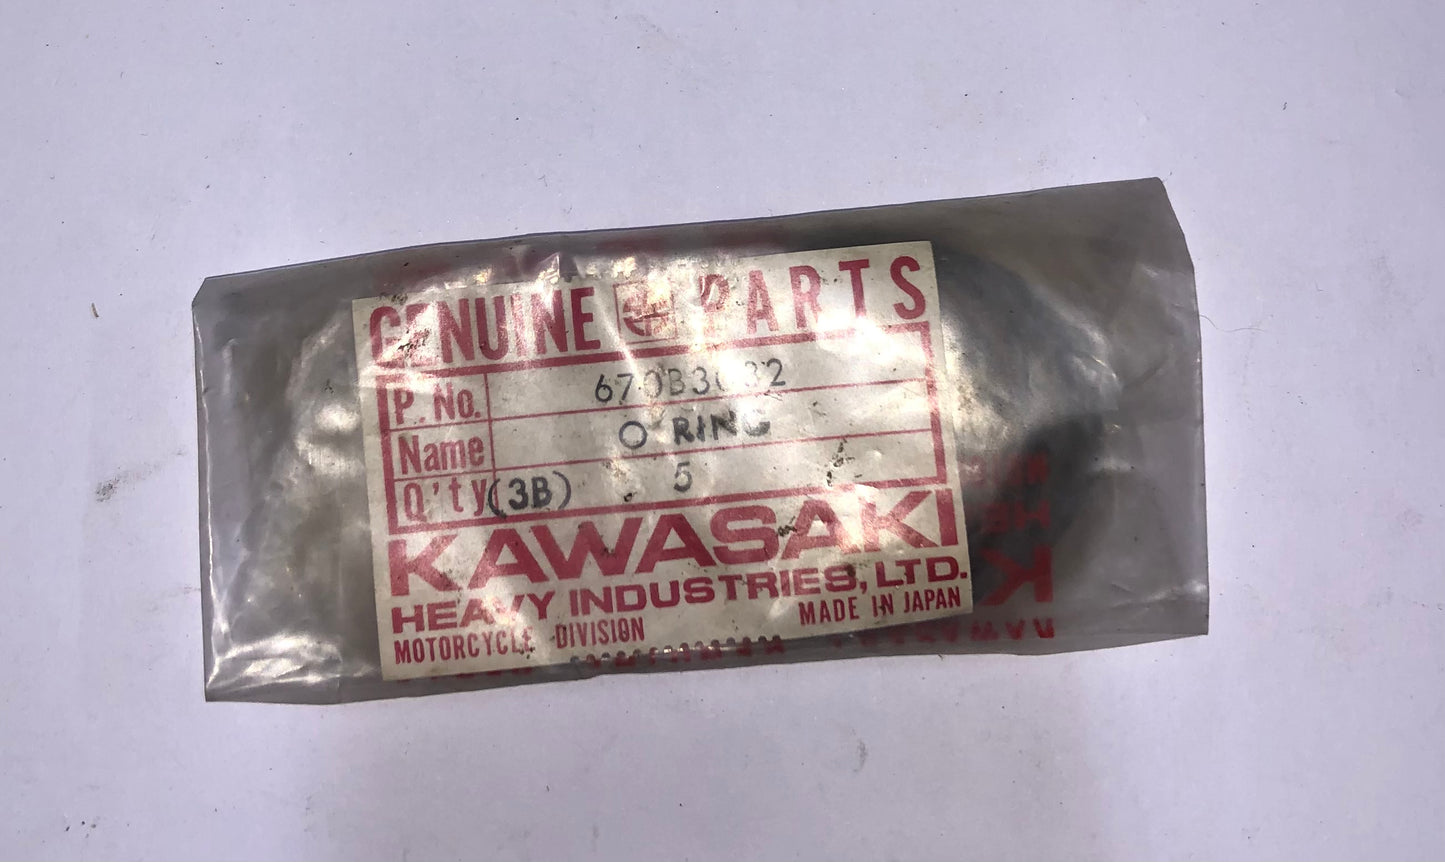 GENUINE PARTS
P. No. 670B3032
Name O RING
Q'ty (3B) 5
KAWASAKI
HEAVY INDUSTRIES, LTD.
MOTORCYCLE DIVISION MADE IN JAPAN